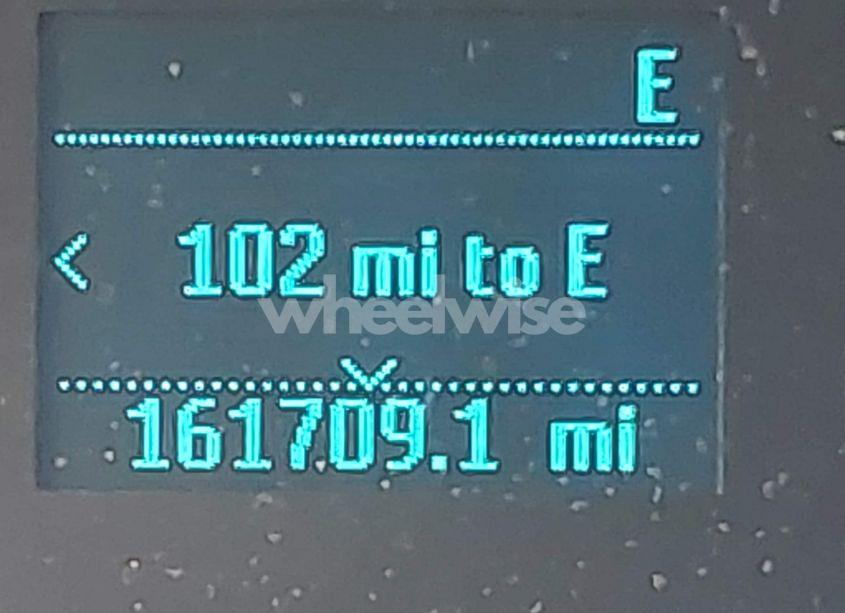 E
< 102 mi to E
wheelwise
161709.1 mi